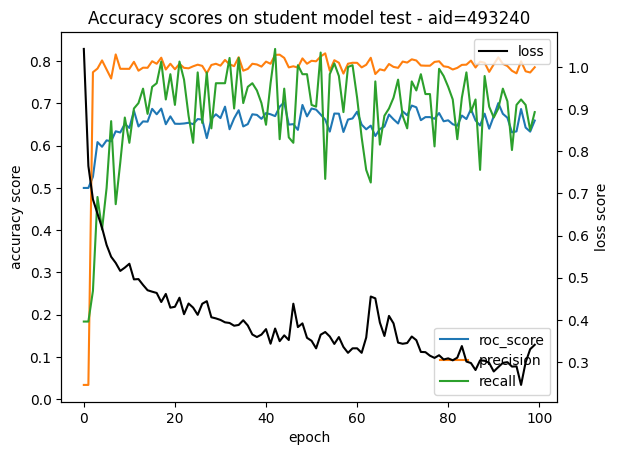 Accuracy scores on student model test - aid=493240
accuracy score
0.8
0.7
0.6
0.5
0.4
0.3
0.2
0.1
0.0
loss
1.0
0.9
0.8
0.7
0.6
0.5
0.4
0.3
loss score
roc_score
precision
recall
0 20 40 60 80 100
epoch